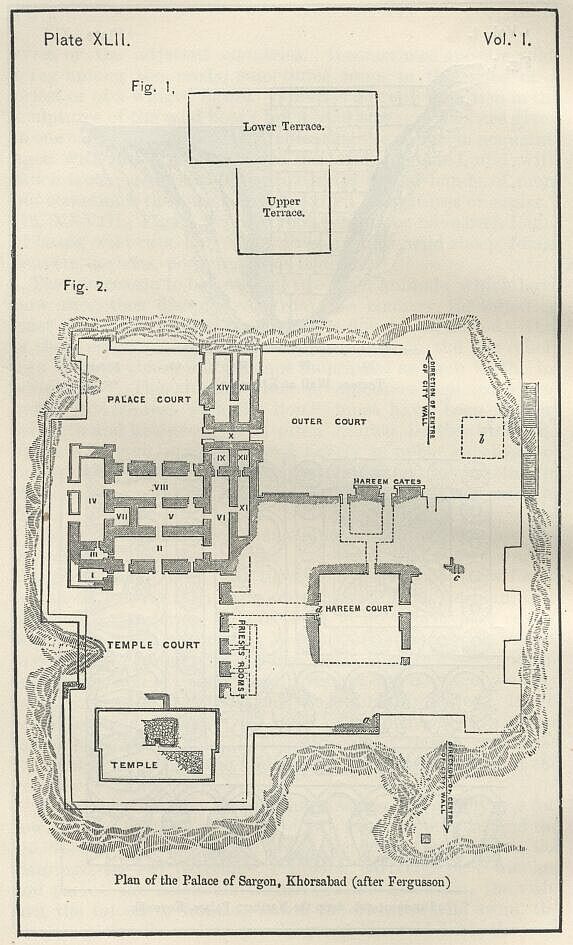 Plate XLII.
Vol. I.
Fig. 1.
Lower Terrace.
Upper
Terrace.
Fig. 2.
PALACE COURT
XIV
XIII
DIRECTION OF CENTRE
OF CITY WALL
OUTER COURT
b
X
IX
XII
HAREEM GATES
VIII
IV
VII
V
VI
XI
II
III
I
c
HAREEM COURT
PRIESTS ROOMS
TEMPLE COURT
a
TEMPLE
DIRECTION OF CENTRE
OF CITY WALL
Plan of the Palace of Sargon, Khorsabad (after Fergusson)